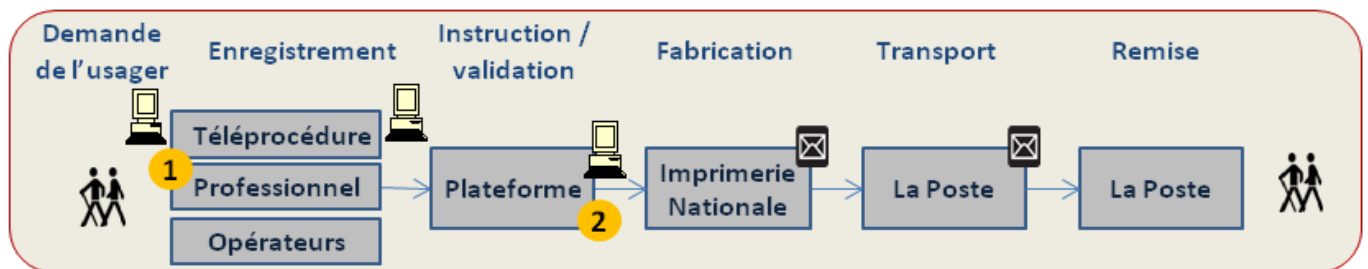 Demande
de l'usager
Enregistrement
Instruction /
validation
Fabrication
Transport
Remise
Téléprocédure
1
Professionnel
Opérateurs
Plateforme
2
Imprimerie
Nationale
La Poste
La Poste